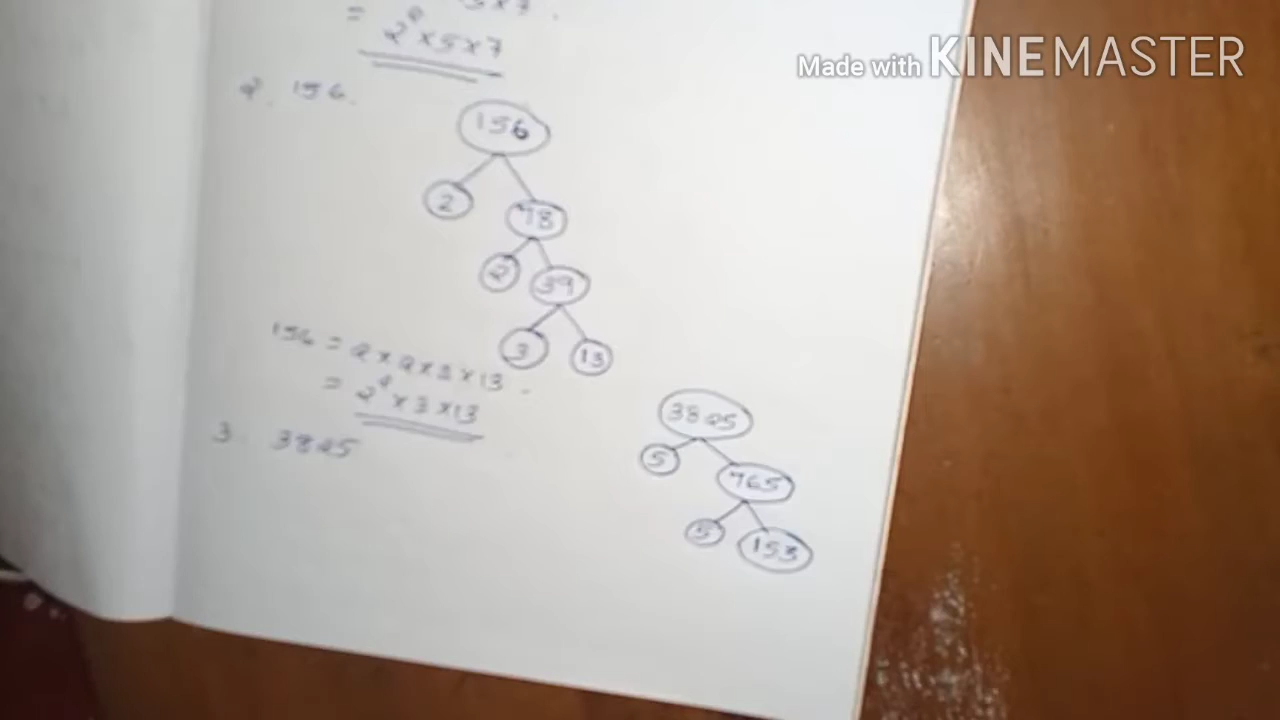 Made with KINEMASTER
= 2² × 5 × 7
2. 156.
156
2 78
2 39
3 13
156 = 2 × 2 × 3 × 13.
= 2² × 3 × 13
3. 3825
3825
5 765
5 153